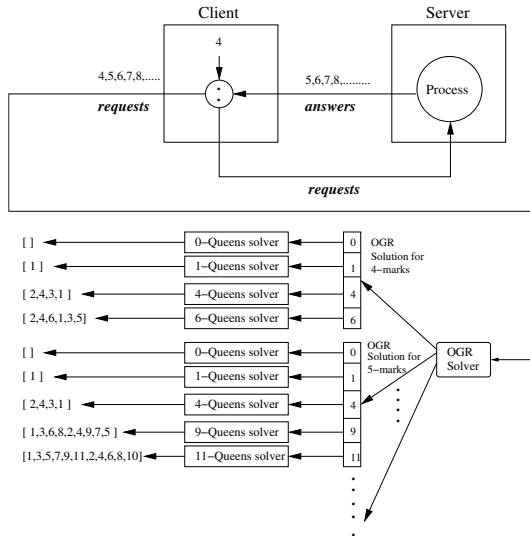 Client
Server
4
4,5,6,7,8,.....
5,6,7,8,.........
:
Process
requests
answers
requests
[ ]
0−Queens solver
0
OGR
Solution for
4−marks
[ 1 ]
1−Queens solver
1
[ 2,4,3,1 ]
4−Queens solver
4
[ 2,4,6,1,3,5]
6−Queens solver
6
[ ]
0−Queens solver
0
OGR
Solution for
5−marks
OGR
Solver
[ 1 ]
1−Queens solver
1
[ 2,4,3,1 ]
4−Queens solver
4
[ 1,3,6,8,2,4,9,7,5 ]
9−Queens solver
9
[1,3,5,7,9,11,2,4,6,8,10]
11−Queens solver
11